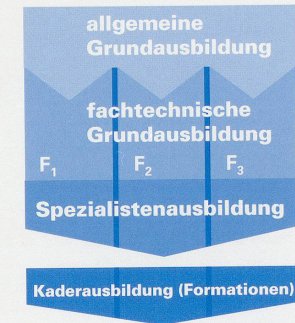 allgemeine
Grundausbildung
fachtechnische
Grundausbildung
F₁ F₂ F₃
Spezialistenausbildung
Kaderausbildung (Formationen)